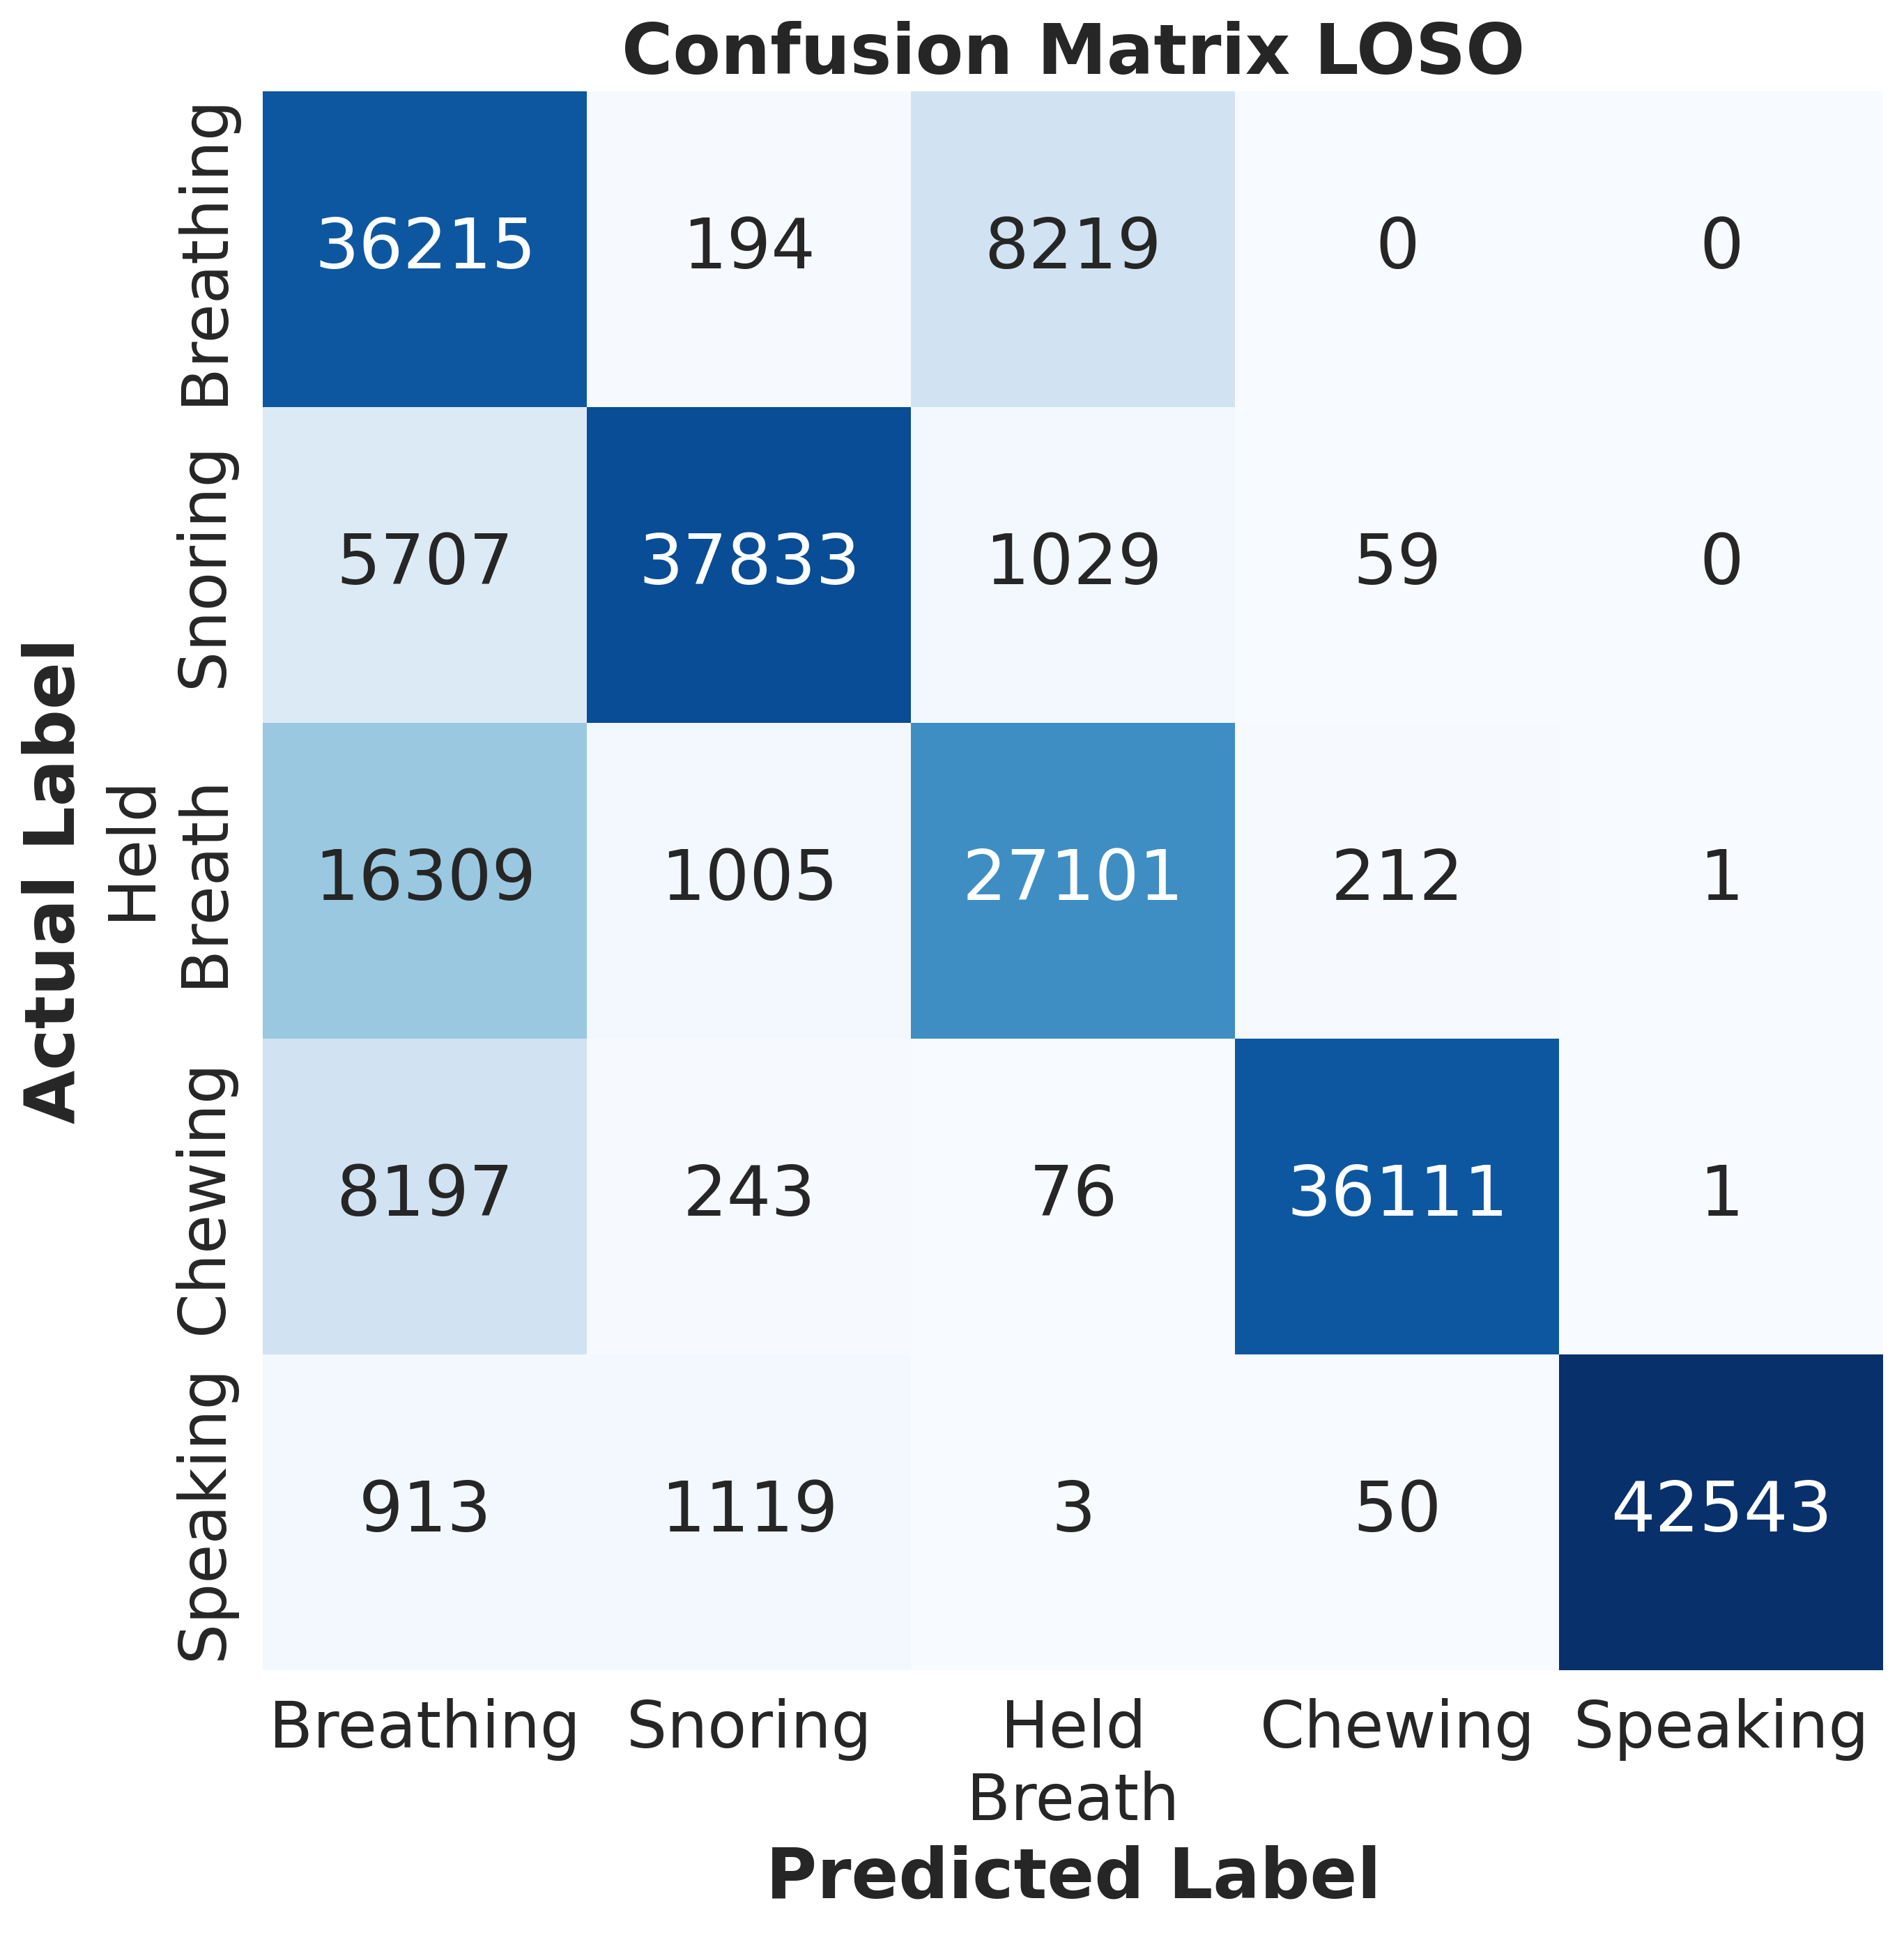 Confusion Matrix LOSO
Actual Label
Breathing
36215 194 8219 0 0
Snoring
5707 37833 1029 59 0
Held
Breath
16309 1005 27101 212 1
Chewing
8197 243 76 36111 1
Speaking
913 1119 3 50 42543
Breathing Snoring Held Chewing Speaking
Breath
Predicted Label